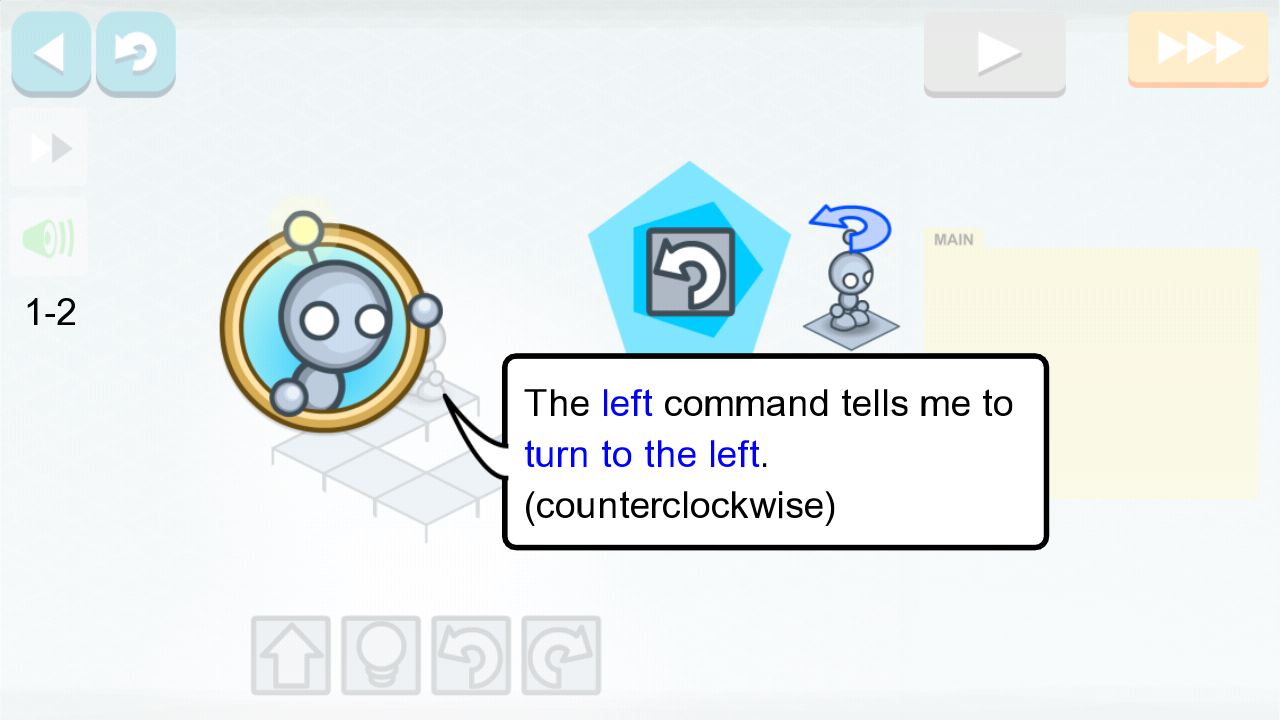 MAIN
1-2
The left command tells me to
turn to the left.
(counterclockwise)